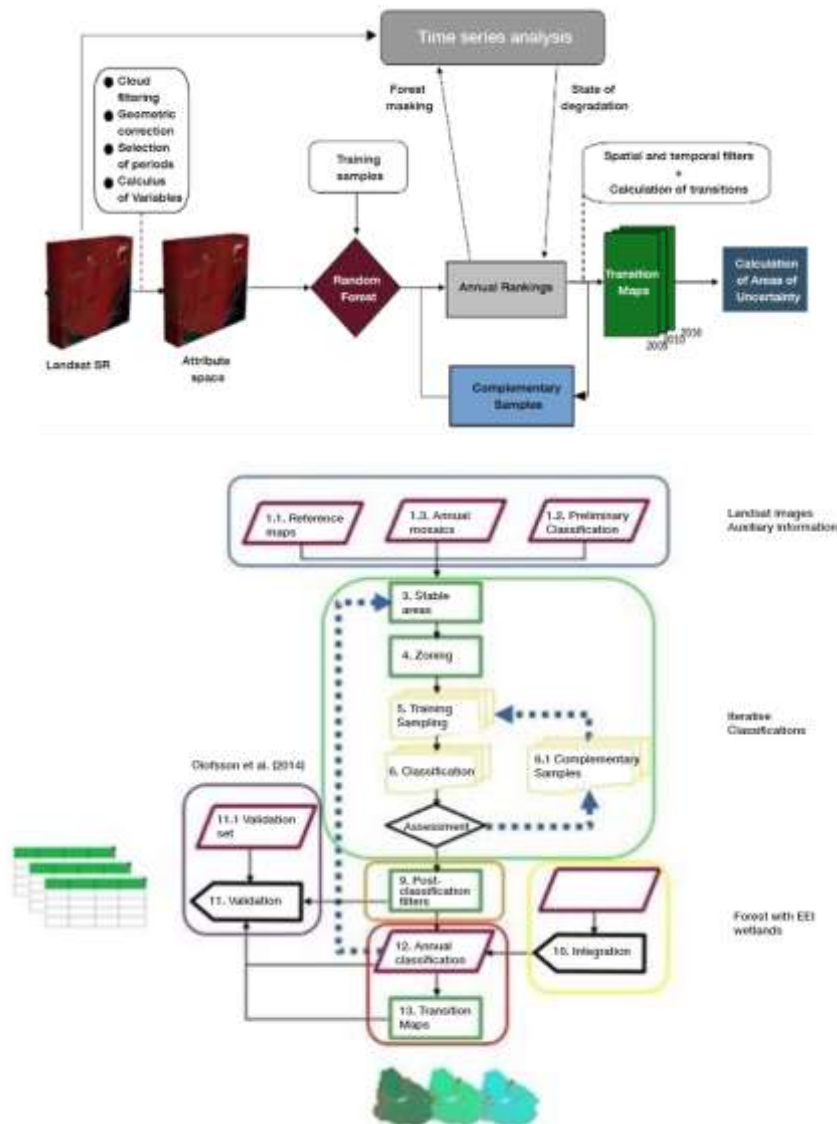 Time series analysis
Cloud
filtering
Geometric
correction
Selection
of periods
Calculus
of Variables
Forest
masking
State of
degradation
Training
samples
Spatial and temporal filters
+
Calculation of transitions
Landsat SR
Attribute
space
Random
Forest
Annual Rankings
Transition
Maps
2005
2010
2016
Calculation
of Areas of
Uncertainty
Complementary
Samples
1.1. Reference
maps
1.3. Annual
mosaics
1.2. Preliminary
Classification
Landsat images
Auxiliary information
3. Stable
areas
4. Zoning
5. Training
Sampling
6. Classification
6.1 Complementary
Samples
Iterative
Classifications
Assessment
Olofsson et al. (2014)
11.1 Validation
set
11. Validation
9. Post-
classification
filters
12. Annual
classification
13. Transition
Maps
10. Integration
Forest with EEI
wetlands